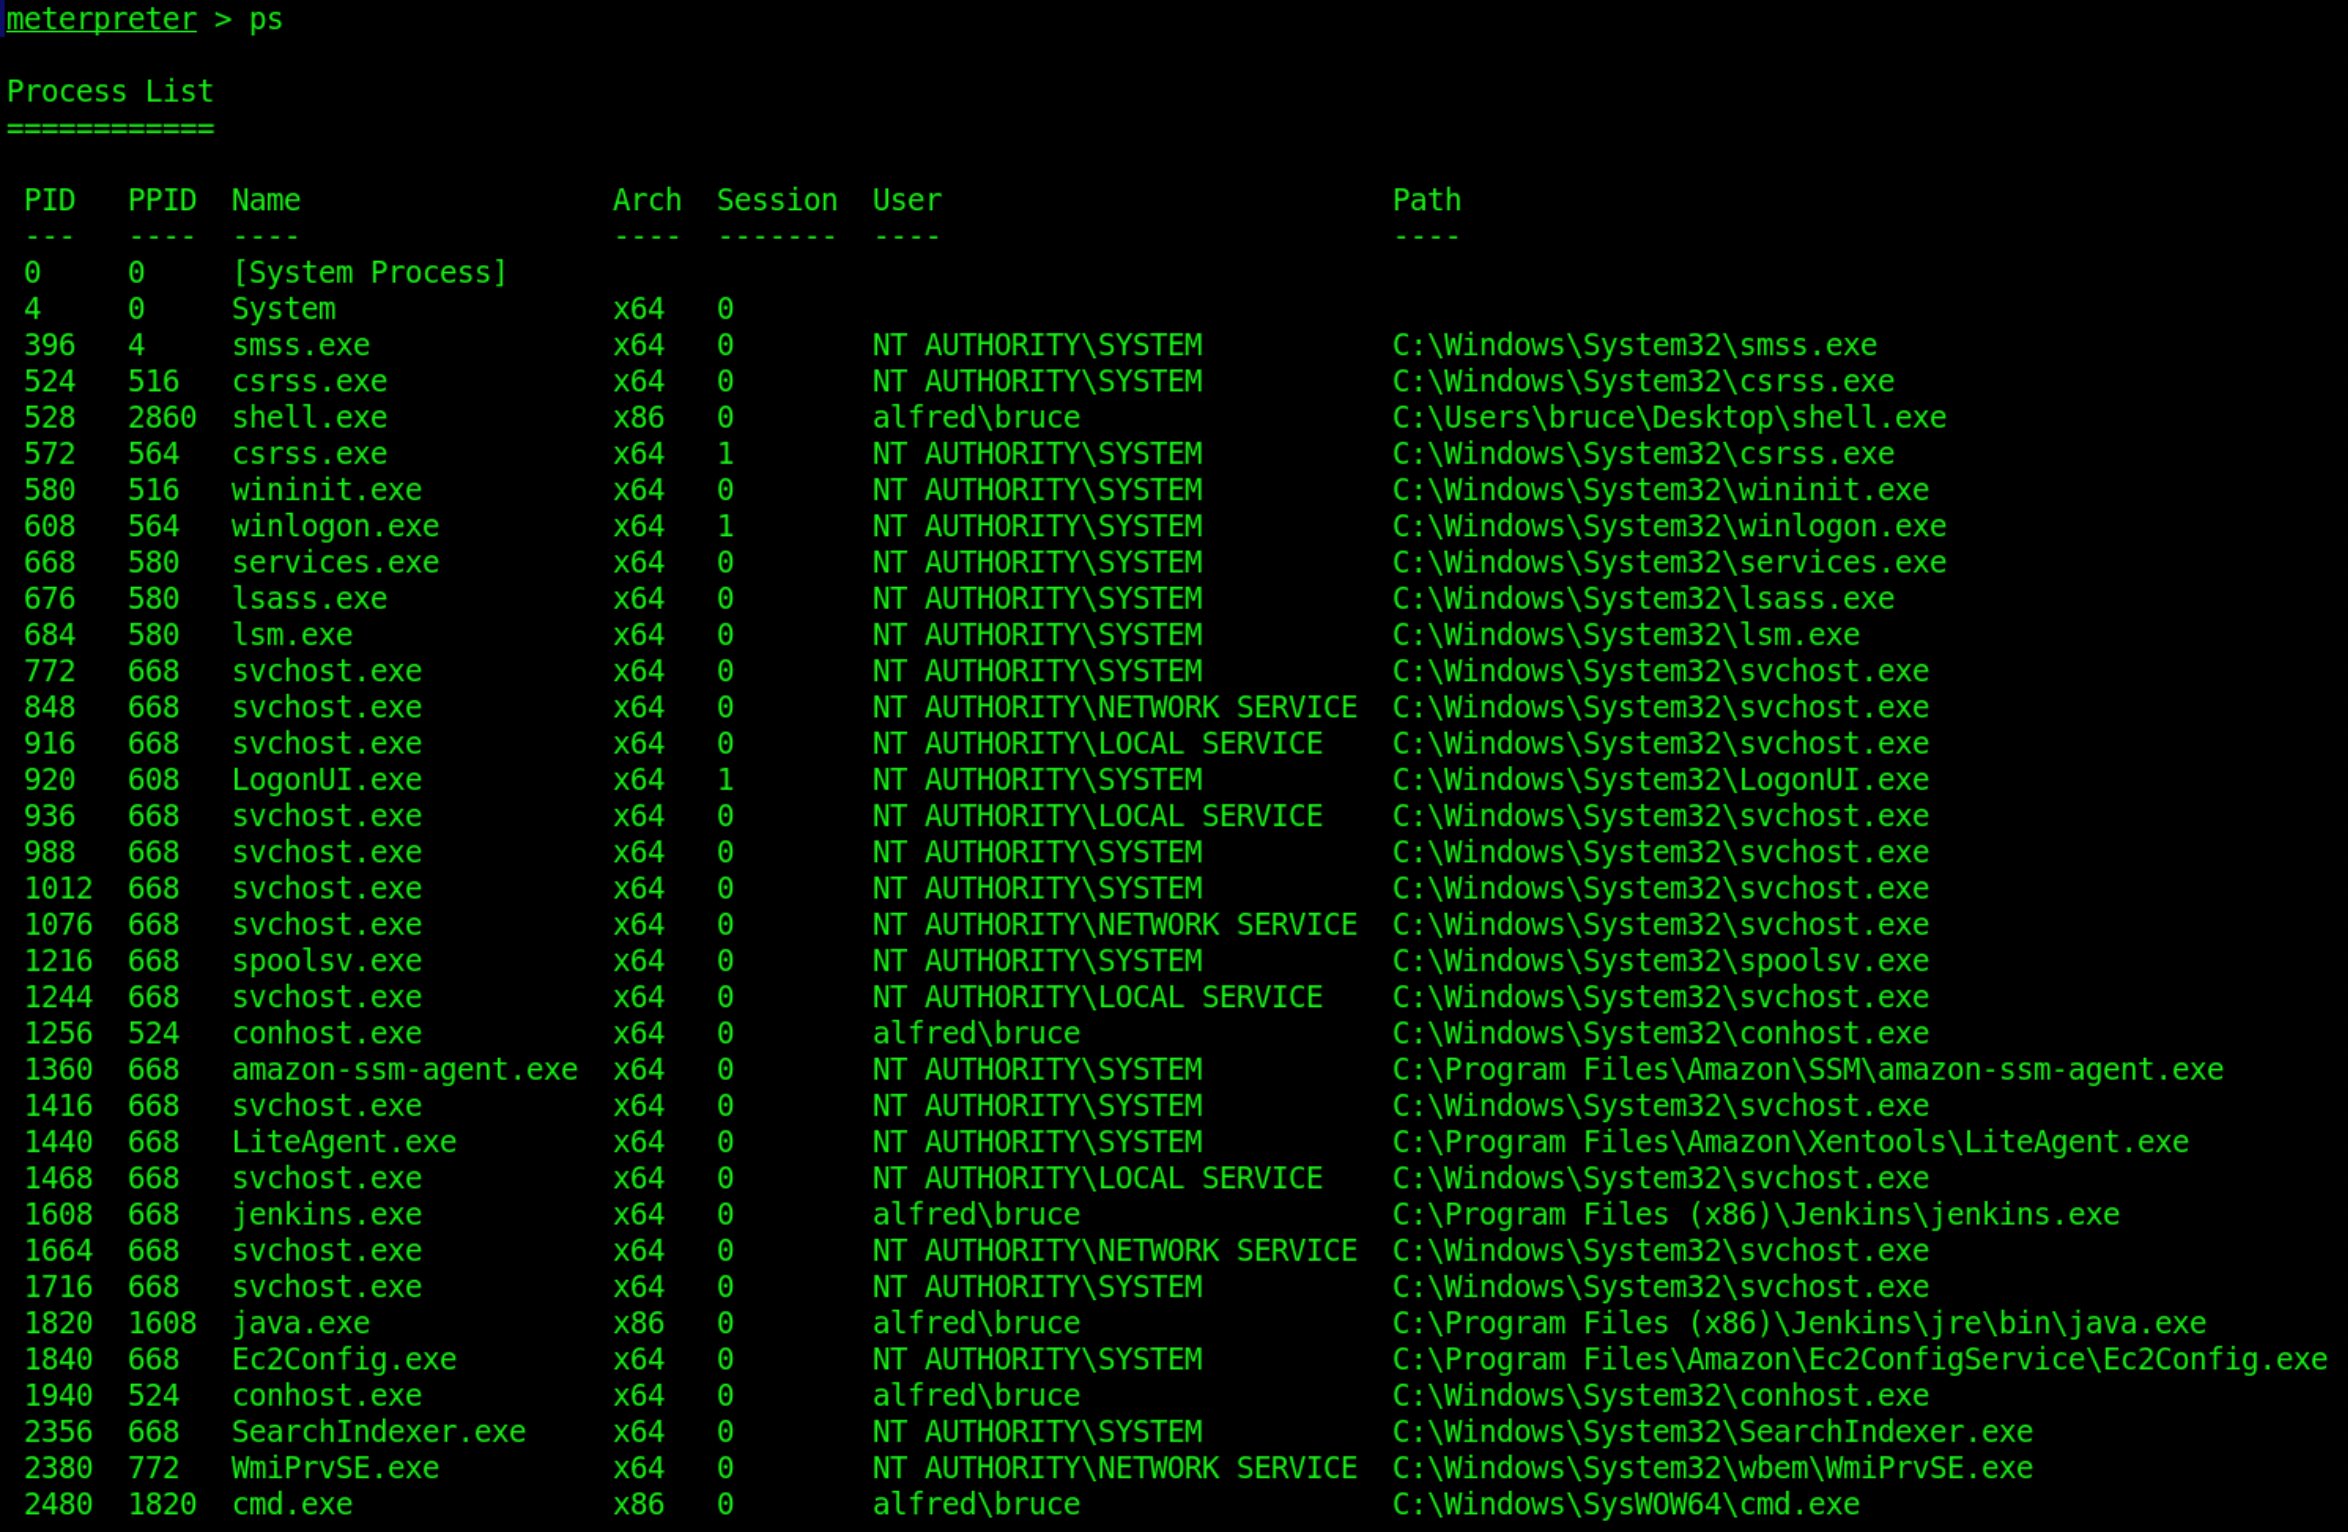 meterpreter > ps
Process List
============
PID PPID Name Arch Session User Path
--- ---- ---- ---- ------- ---- ----
0 0 [System Process]
4 0 System x64 0
396 4 smss.exe x64 0 NT AUTHORITY\SYSTEM C:\Windows\System32\smss.exe
524 516 csrss.exe x64 0 NT AUTHORITY\SYSTEM C:\Windows\System32\csrss.exe
528 2860 shell.exe x86 0 alfred\bruce C:\Users\bruce\Desktop\shell.exe
572 564 csrss.exe x64 1 NT AUTHORITY\SYSTEM C:\Windows\System32\csrss.exe
580 516 wininit.exe x64 0 NT AUTHORITY\SYSTEM C:\Windows\System32\wininit.exe
608 564 winlogon.exe x64 1 NT AUTHORITY\SYSTEM C:\Windows\System32\winlogon.exe
668 580 services.exe x64 0 NT AUTHORITY\SYSTEM C:\Windows\System32\services.exe
676 580 lsass.exe x64 0 NT AUTHORITY\SYSTEM C:\Windows\System32\lsass.exe
684 580 lsm.exe x64 0 NT AUTHORITY\SYSTEM C:\Windows\System32\lsm.exe
772 668 svchost.exe x64 0 NT AUTHORITY\SYSTEM C:\Windows\System32\svchost.exe
848 668 svchost.exe x64 0 NT AUTHORITY\NETWORK SERVICE C:\Windows\System32\svchost.exe
916 668 svchost.exe x64 0 NT AUTHORITY\LOCAL SERVICE C:\Windows\System32\svchost.exe
920 608 LogonUI.exe x64 1 NT AUTHORITY\SYSTEM C:\Windows\System32\LogonUI.exe
936 668 svchost.exe x64 0 NT AUTHORITY\LOCAL SERVICE C:\Windows\System32\svchost.exe
988 668 svchost.exe x64 0 NT AUTHORITY\SYSTEM C:\Windows\System32\svchost.exe
1012 668 svchost.exe x64 0 NT AUTHORITY\SYSTEM C:\Windows\System32\svchost.exe
1076 668 svchost.exe x64 0 NT AUTHORITY\NETWORK SERVICE C:\Windows\System32\svchost.exe
1216 668 spoolsv.exe x64 0 NT AUTHORITY\SYSTEM C:\Windows\System32\spoolsv.exe
1244 668 svchost.exe x64 0 NT AUTHORITY\LOCAL SERVICE C:\Windows\System32\svchost.exe
1256 524 conhost.exe x64 0 alfred\bruce C:\Windows\System32\conhost.exe
1360 668 amazon-ssm-agent.exe x64 0 NT AUTHORITY\SYSTEM C:\Program Files\Amazon\SSM\amazon-ssm-agent.exe
1416 668 svchost.exe x64 0 NT AUTHORITY\SYSTEM C:\Windows\System32\svchost.exe
1440 668 LiteAgent.exe x64 0 NT AUTHORITY\SYSTEM C:\Program Files\Amazon\Xentools\LiteAgent.exe
1468 668 svchost.exe x64 0 NT AUTHORITY\LOCAL SERVICE C:\Windows\System32\svchost.exe
1608 668 jenkins.exe x64 0 alfred\bruce C:\Program Files (x86)\Jenkins\jenkins.exe
1664 668 svchost.exe x64 0 NT AUTHORITY\NETWORK SERVICE C:\Windows\System32\svchost.exe
1716 668 svchost.exe x64 0 NT AUTHORITY\SYSTEM C:\Windows\System32\svchost.exe
1820 1608 java.exe x86 0 alfred\bruce C:\Program Files (x86)\Jenkins\jre\bin\java.exe
1840 668 Ec2Config.exe x64 0 NT AUTHORITY\SYSTEM C:\Program Files\Amazon\Ec2ConfigService\Ec2Config.exe
1940 524 conhost.exe x64 0 alfred\bruce C:\Windows\System32\conhost.exe
2356 668 SearchIndexer.exe x64 0 NT AUTHORITY\SYSTEM C:\Windows\System32\SearchIndexer.exe
2380 772 WmiPrvSE.exe x64 0 NT AUTHORITY\NETWORK SERVICE C:\Windows\System32\wbem\WmiPrvSE.exe
2480 1820 cmd.exe x86 0 alfred\bruce C:\Windows\SysWOW64\cmd.exe